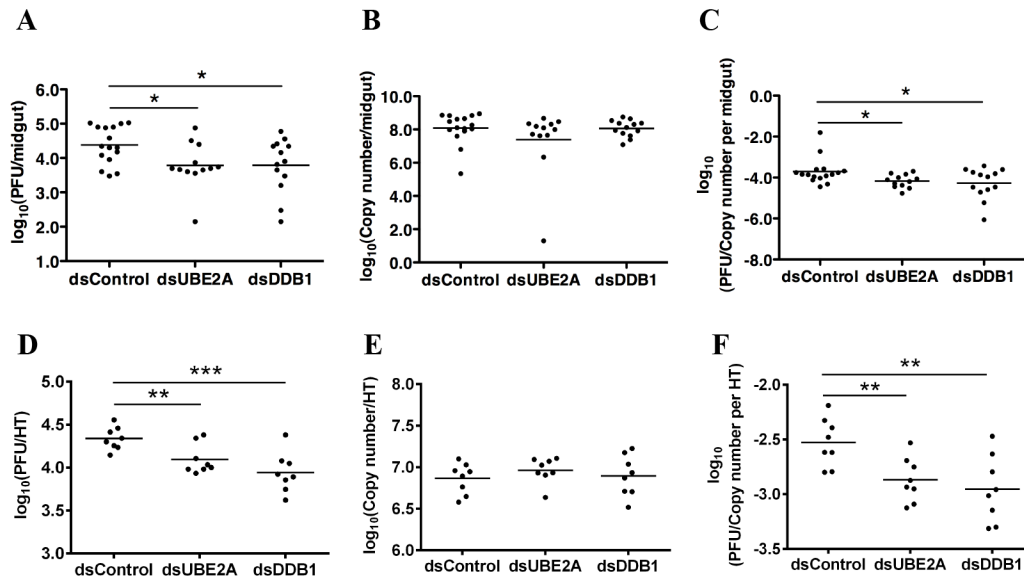 A
log10(PFU/midgut)
6.0
5.0
4.0
3.0
2.0
1.0
*
*
dsControl dsUBE2A dsDDB1
B
log10(Copy number/midgut)
10.0
8.0
6.0
4.0
2.0
0.0
dsControl dsUBE2A dsDDB1
C
log10
(PFU/Copy number per midgut)
0.0
-2.0
-4.0
-6.0
-8.0
*
*
dsControl dsUBE2A dsDDB1
D
log10(PFU/HT)
5.0
4.5
4.0
3.5
3.0
***
**
dsControl dsUBE2A dsDDB1
E
log10(Copy number/HT)
8.0
7.5
7.0
6.5
6.0
dsControl dsUBE2A dsDDB1
F
log10
(PFU/Copy number per HT)
-2.0
-2.5
-3.0
-3.5
**
**
dsControl dsUBE2A dsDDB1